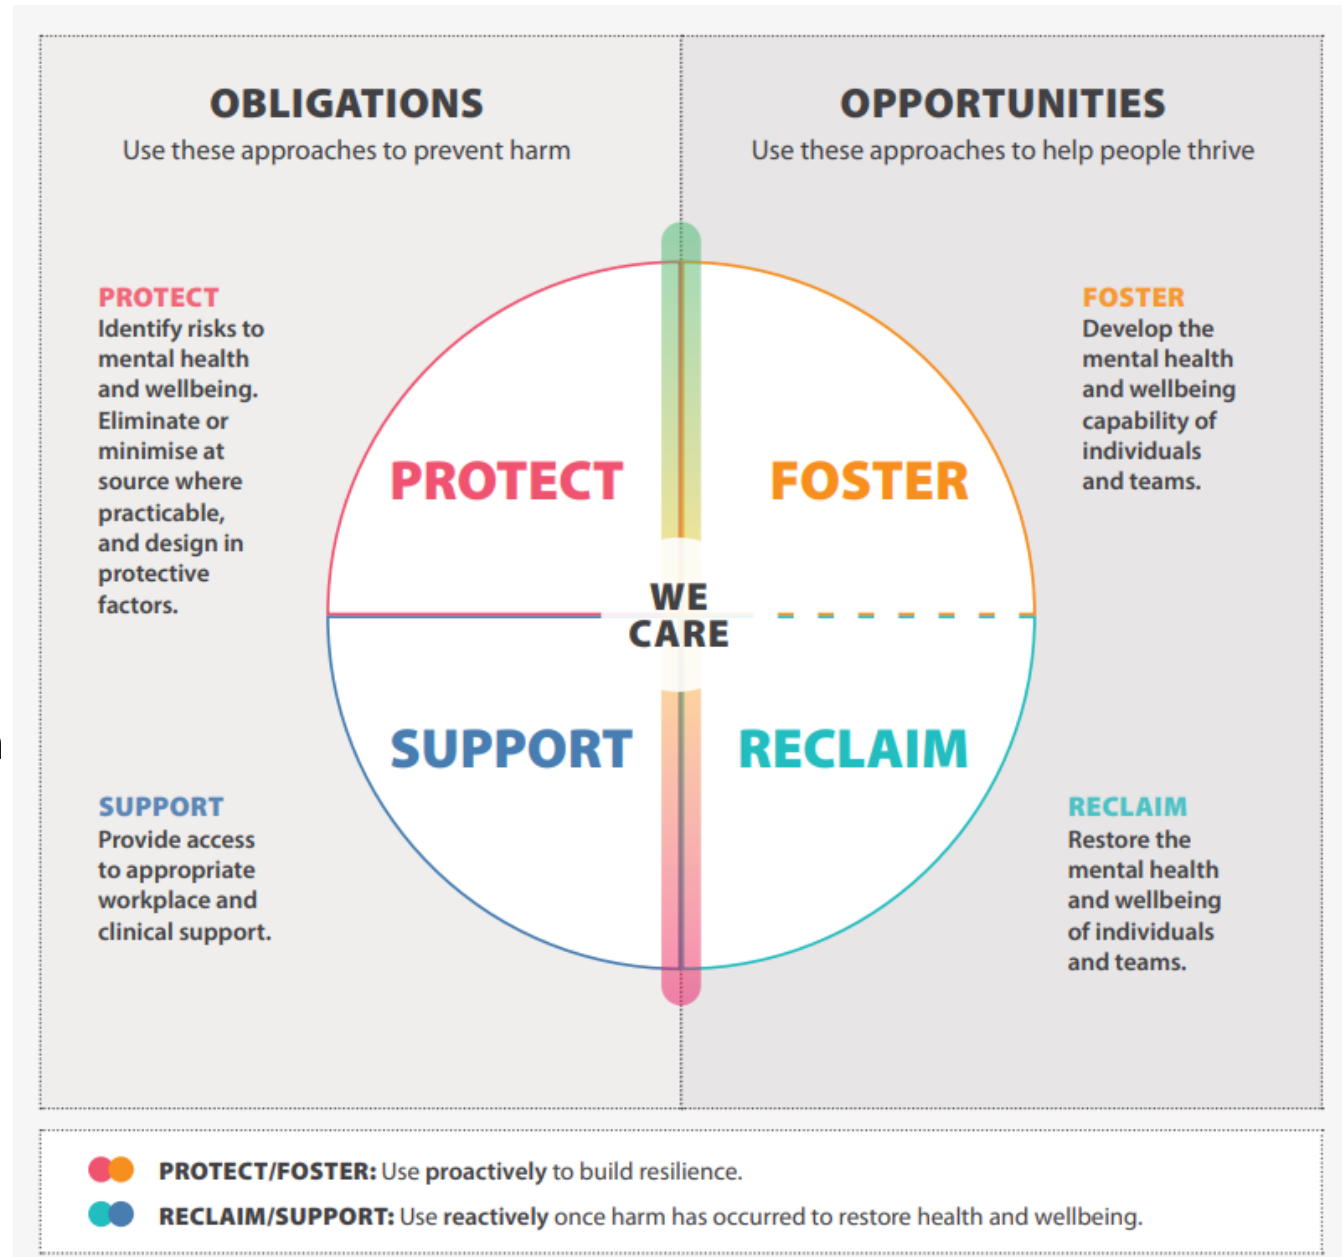 OBLIGATIONS
Use these approaches to prevent harm
OPPORTUNITIES
Use these approaches to help people thrive
PROTECT
Identify risks to
mental health
and wellbeing.
Eliminate or
minimise at
source where
practicable,
and design in
protective
factors.
FOSTER
Develop the
mental health
and wellbeing
capability of
individuals
and teams.
PROTECT
FOSTER
WE
CARE
SUPPORT
RECLAIM
SUPPORT
Provide access
to appropriate
workplace and
clinical support.
RECLAIM
Restore the
mental health
and wellbeing
of individuals
and teams.
PROTECT/FOSTER: Use proactively to build resilience.
RECLAIM/SUPPORT: Use reactively once harm has occurred to restore health and wellbeing.